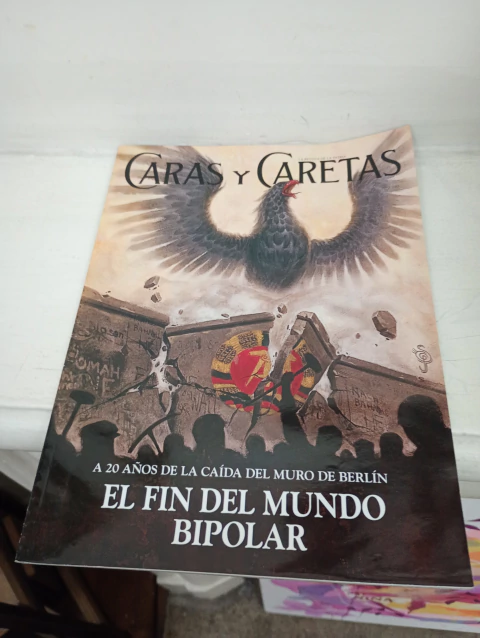 CARAS Y CARETAS
A 20 AÑOS DE LA CAÍDA DEL MURO DE BERLÍN
EL FIN DEL MUNDO
BIPOLAR